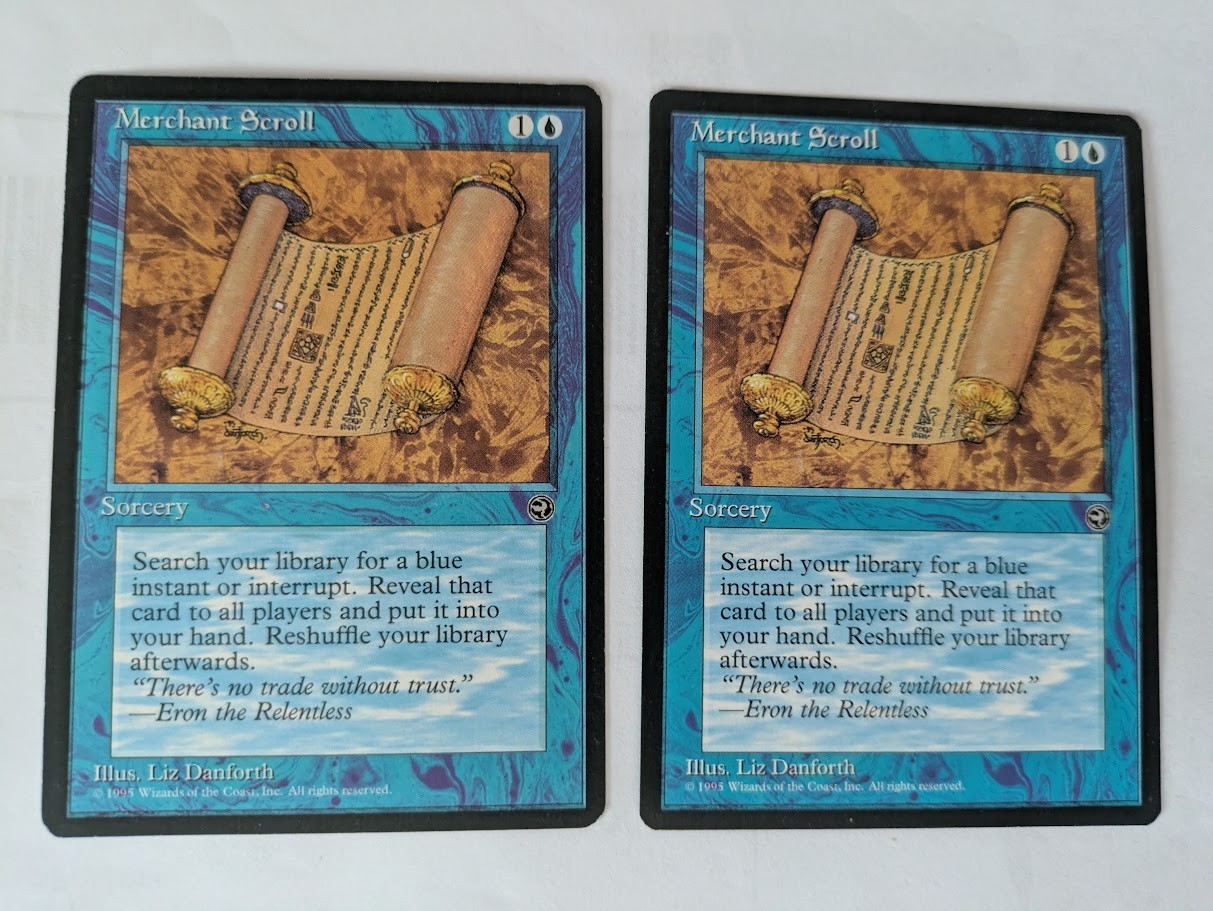 Merchant Scroll 1
Sorcery
Search your library for a blue
instant or interrupt. Reveal that
card to all players and put it into
your hand. Reshuffle your library
afterwards.
“There’s no trade without trust.”
—Eron the Relentless
Illus. Liz Danforth
© 1995 Wizards of the Coast, Inc. All rights reserved.
Merchant Scroll 1
Sorcery
Search your library for a blue
instant or interrupt. Reveal that
card to all players and put it into
your hand. Reshuffle your library
afterwards.
“There’s no trade without trust.”
—Eron the Relentless
Illus. Liz Danforth
© 1995 Wizards of the Coast, Inc. All rights reserved.